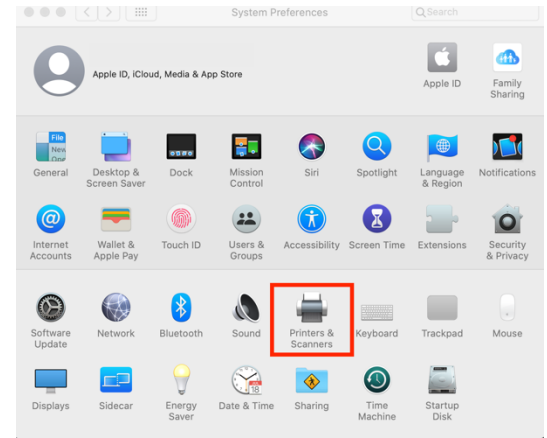 System Preferences
Search
Apple ID, iCloud, Media & App Store
Apple ID
Family
Sharing
File
New
One
General
Desktop &
Screen Saver
Dock
Mission
Control
Siri
Spotlight
Language
& Region
Notifications
Internet
Accounts
Wallet &
Apple Pay
Touch ID
Users &
Groups
Accessibility
Screen Time
Extensions
Security
& Privacy
Software
Update
Network
Bluetooth
Sound
Printers &
Scanners
Keyboard
Trackpad
Mouse
Displays
Sidecar
Energy
Saver
18
Date & Time
Sharing
Time
Machine
Startup
Disk